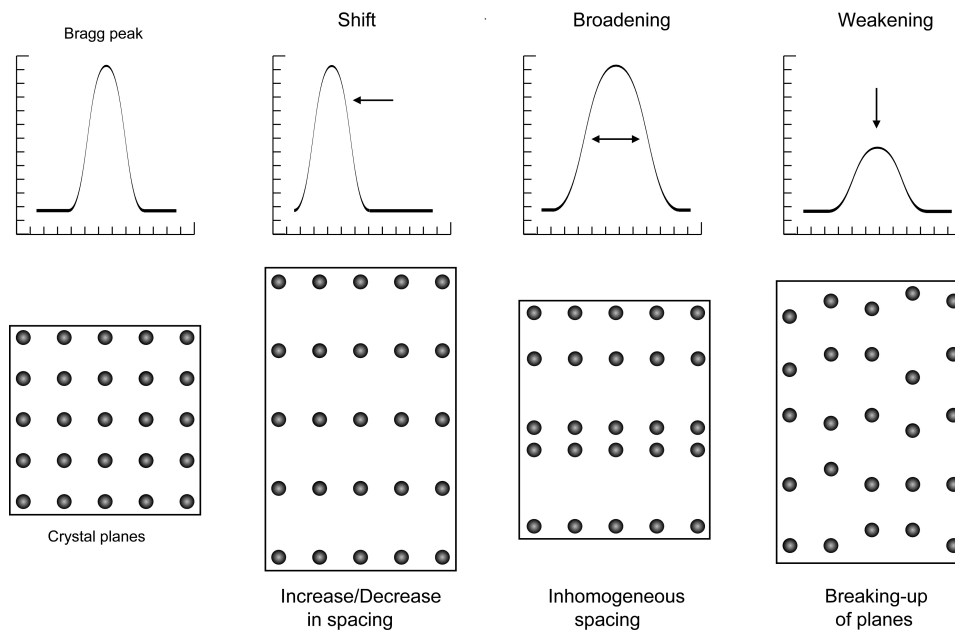 Shift
Broadening
Weakening
Bragg peak
Crystal planes
Increase/Decrease
in spacing
Inhomogeneous
spacing
Breaking-up
of planes